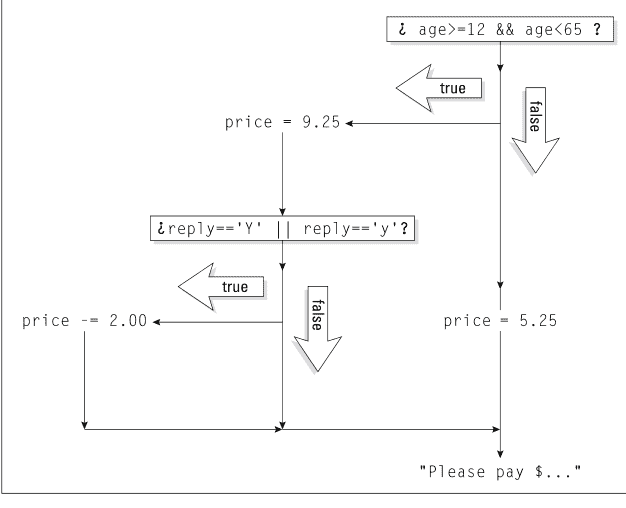 ¿ age>=12 && age<65 ?
true
false
price = 9.25
¿reply=='Y' || reply=='y'?
true
false
price -= 2.00
price = 5.25
"Please pay $..."